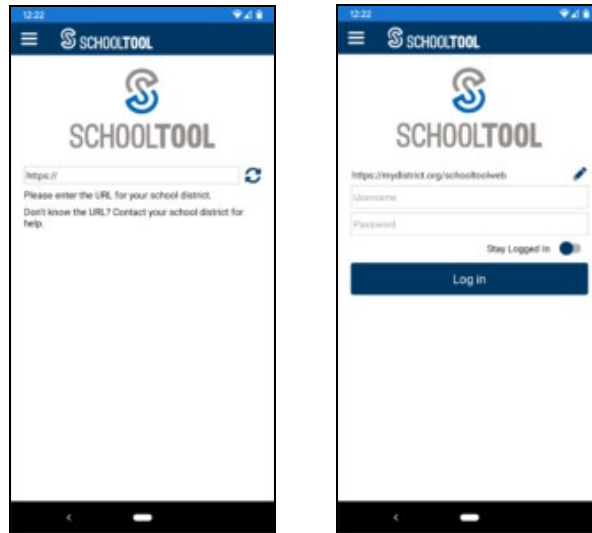 12:22
SCHOOLTOOL
SCHOOLTOOL
https://
Please enter the URL for your school district.
Don't know the URL? Contact your school district for
help.
12:22
SCHOOLTOOL
SCHOOLTOOL
https://mydistrict.org/schooltoolweb
Username
Password
Stay Logged In
Log in